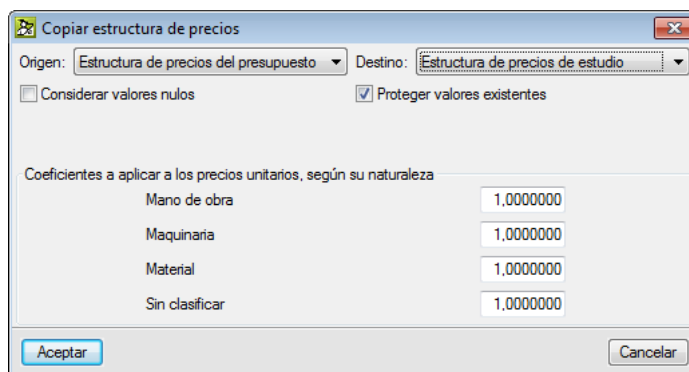 Copiar estructura de precios
Origen: Estructura de precios del presupuesto Destino: Estructura de precios de estudio
Considerar valores nulos Proteger valores existentes
Coeficientes a aplicar a los precios unitarios, según su naturaleza
Mano de obra 1,0000000
Maquinaria 1,0000000
Material 1,0000000
Sin clasificar 1,0000000
Aceptar Cancelar